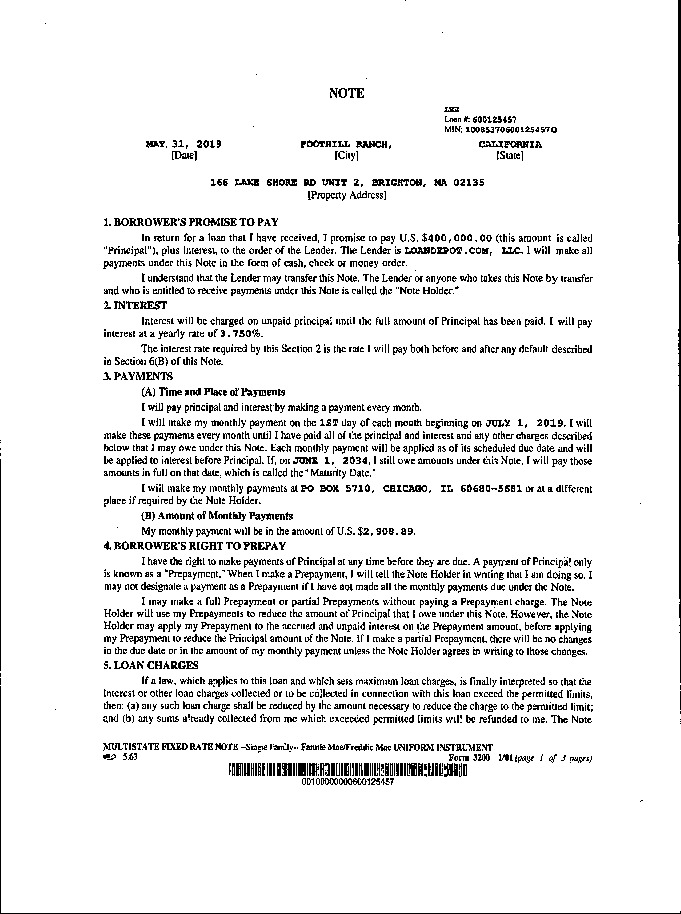 NOTE
Loan #: 600125457
MIN: 100853706001254570
MAY, 31, 2019 FOOTHILL RANCH, CALIFORNIA
[Date] [City] [State]
166 LAKE SHORE RD UNIT 2, BRIGHTON, MA 02135
[Property Address]
1. BORROWER'S PROMISE TO PAY
In return for a loan that I have received, I promise to pay U.S. $400,000.00 (this amount is called
"Principal"), plus interest, to the order of the Lender. The Lender is LOANDEPOT.COM, LLC. I will make all
payments under this Note in the form of cash, check or money order.
I understand that the Lender may transfer this Note. The Lender or anyone who takes this Note by transfer
and who is entitled to receive payments under this Note is called the "Note Holder."
2. INTEREST
Interest will be charged on unpaid principal until the full amount of Principal has been paid. I will pay
interest at a yearly rate of 3.750%.
The interest rate required by this Section 2 is the rate I will pay both before and after any default described
in Section 6(B) of this Note.
3. PAYMENTS
(A) Time and Place of Payments
I will pay principal and interest by making a payment every month.
I will make my monthly payment on the 1ST day of each month beginning on JULY 1, 2019. I will
make these payments every month until I have paid all of the principal and interest and any other charges described
below that I may owe under this Note. Each monthly payment will be applied as of its scheduled due date and will
be applied to interest before Principal. If, on JUNE 1, 2034, I still owe amounts under this Note, I will pay those
amounts in full on that date, which is called the "Maturity Date."
I will make my monthly payments at PO BOX 5710, CHICAGO, IL 60680-5681 or at a different
place if required by the Note Holder.
(B) Amount of Monthly Payments
My monthly payment will be in the amount of U.S. $2,908.89.
4. BORROWER'S RIGHT TO PREPAY
I have the right to make payments of Principal at any time before they are due. A payment of Principal only
is known as a "Prepayment." When I make a Prepayment, I will tell the Note Holder in writing that I am doing so. I
may not designate a payment as a Prepayment if I have not made all the monthly payments due under the Note.
I may make a full Prepayment or partial Prepayments without paying a Prepayment charge. The Note
Holder will use my Prepayments to reduce the amount of Principal that I owe under this Note. However, the Note
Holder may apply my Prepayment to the accrued and unpaid interest on the Prepayment amount, before applying
my Prepayment to reduce the Principal amount of the Note. If I make a partial Prepayment, there will be no changes
in the due date or in the amount of my monthly payment unless the Note Holder agrees in writing to those changes.
5. LOAN CHARGES
If a law, which applies to this loan and which sets maximum loan charges, is finally interpreted so that the
interest or other loan charges collected or to be collected in connection with this loan exceed the permitted limits,
then: (a) any such loan charge shall be reduced by the amount necessary to reduce the charge to the permitted limit;
and (b) any sums already collected from me which exceeded permitted limits will be refunded to me. The Note
MULTISTATE FIXED RATE NOTE --Single Family-- Fannie Mae/Freddie Mac UNIFORM INSTRUMENT
5.63 Form 3200 1/01 (page 1 of 3 pages)